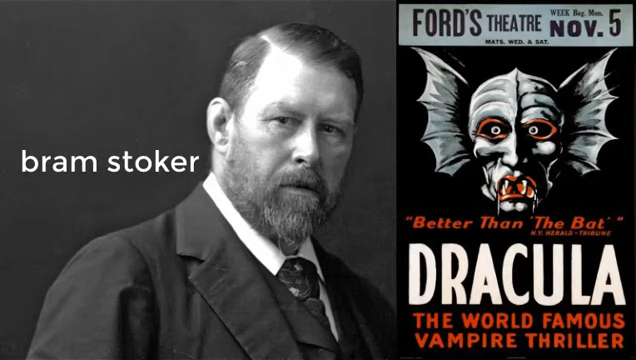 bram stoker
FORD'S THEATRE WEEK Beg. Mon. NOV. 5
MATS. WED. & SAT.
"Better Than 'The Bat'"
N.Y. HERALD-TRIBUNE
DRACULA
THE WORLD FAMOUS
VAMPIRE THRILLER